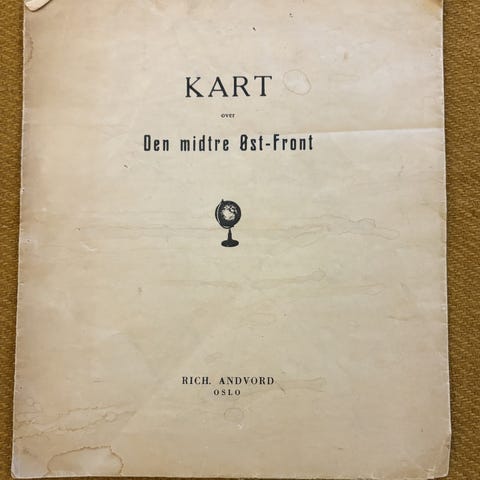 KART
over
Den midtre Øst-Front
RICH. ANDVORD
OSLO